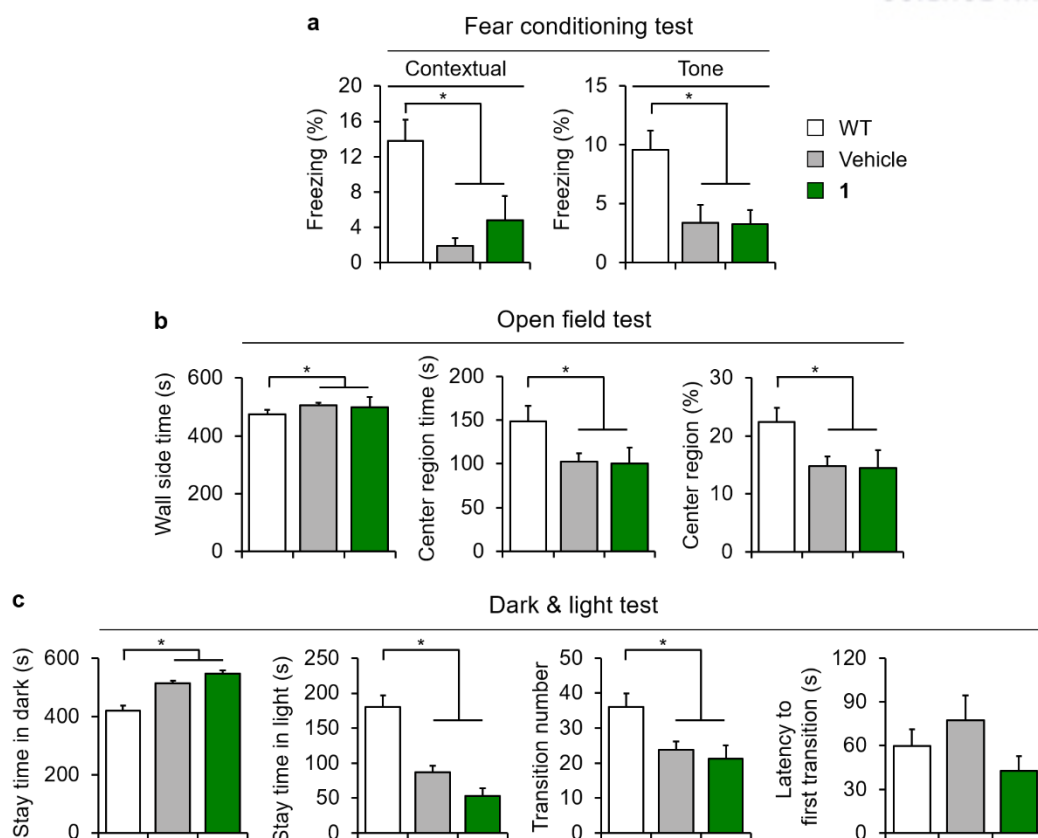 a
Fear conditioning test
Contextual
Tone
Freezing (%)
20
16
12
8
4
0
*
Freezing (%)
15
10
5
0
*
WT
Vehicle
1
b
Open field test
Wall side time (s)
600
400
200
0
*
Center region time (s)
200
150
100
50
0
*
Center region (%)
30
20
10
0
*
c
Dark & light test
Stay time in dark (s)
600
400
200
0
*
Stay time in light (s)
250
200
150
100
50
0
*
Transition number
50
40
30
20
10
0
*
Latency to
first transition (s)
120
90
60
30
0